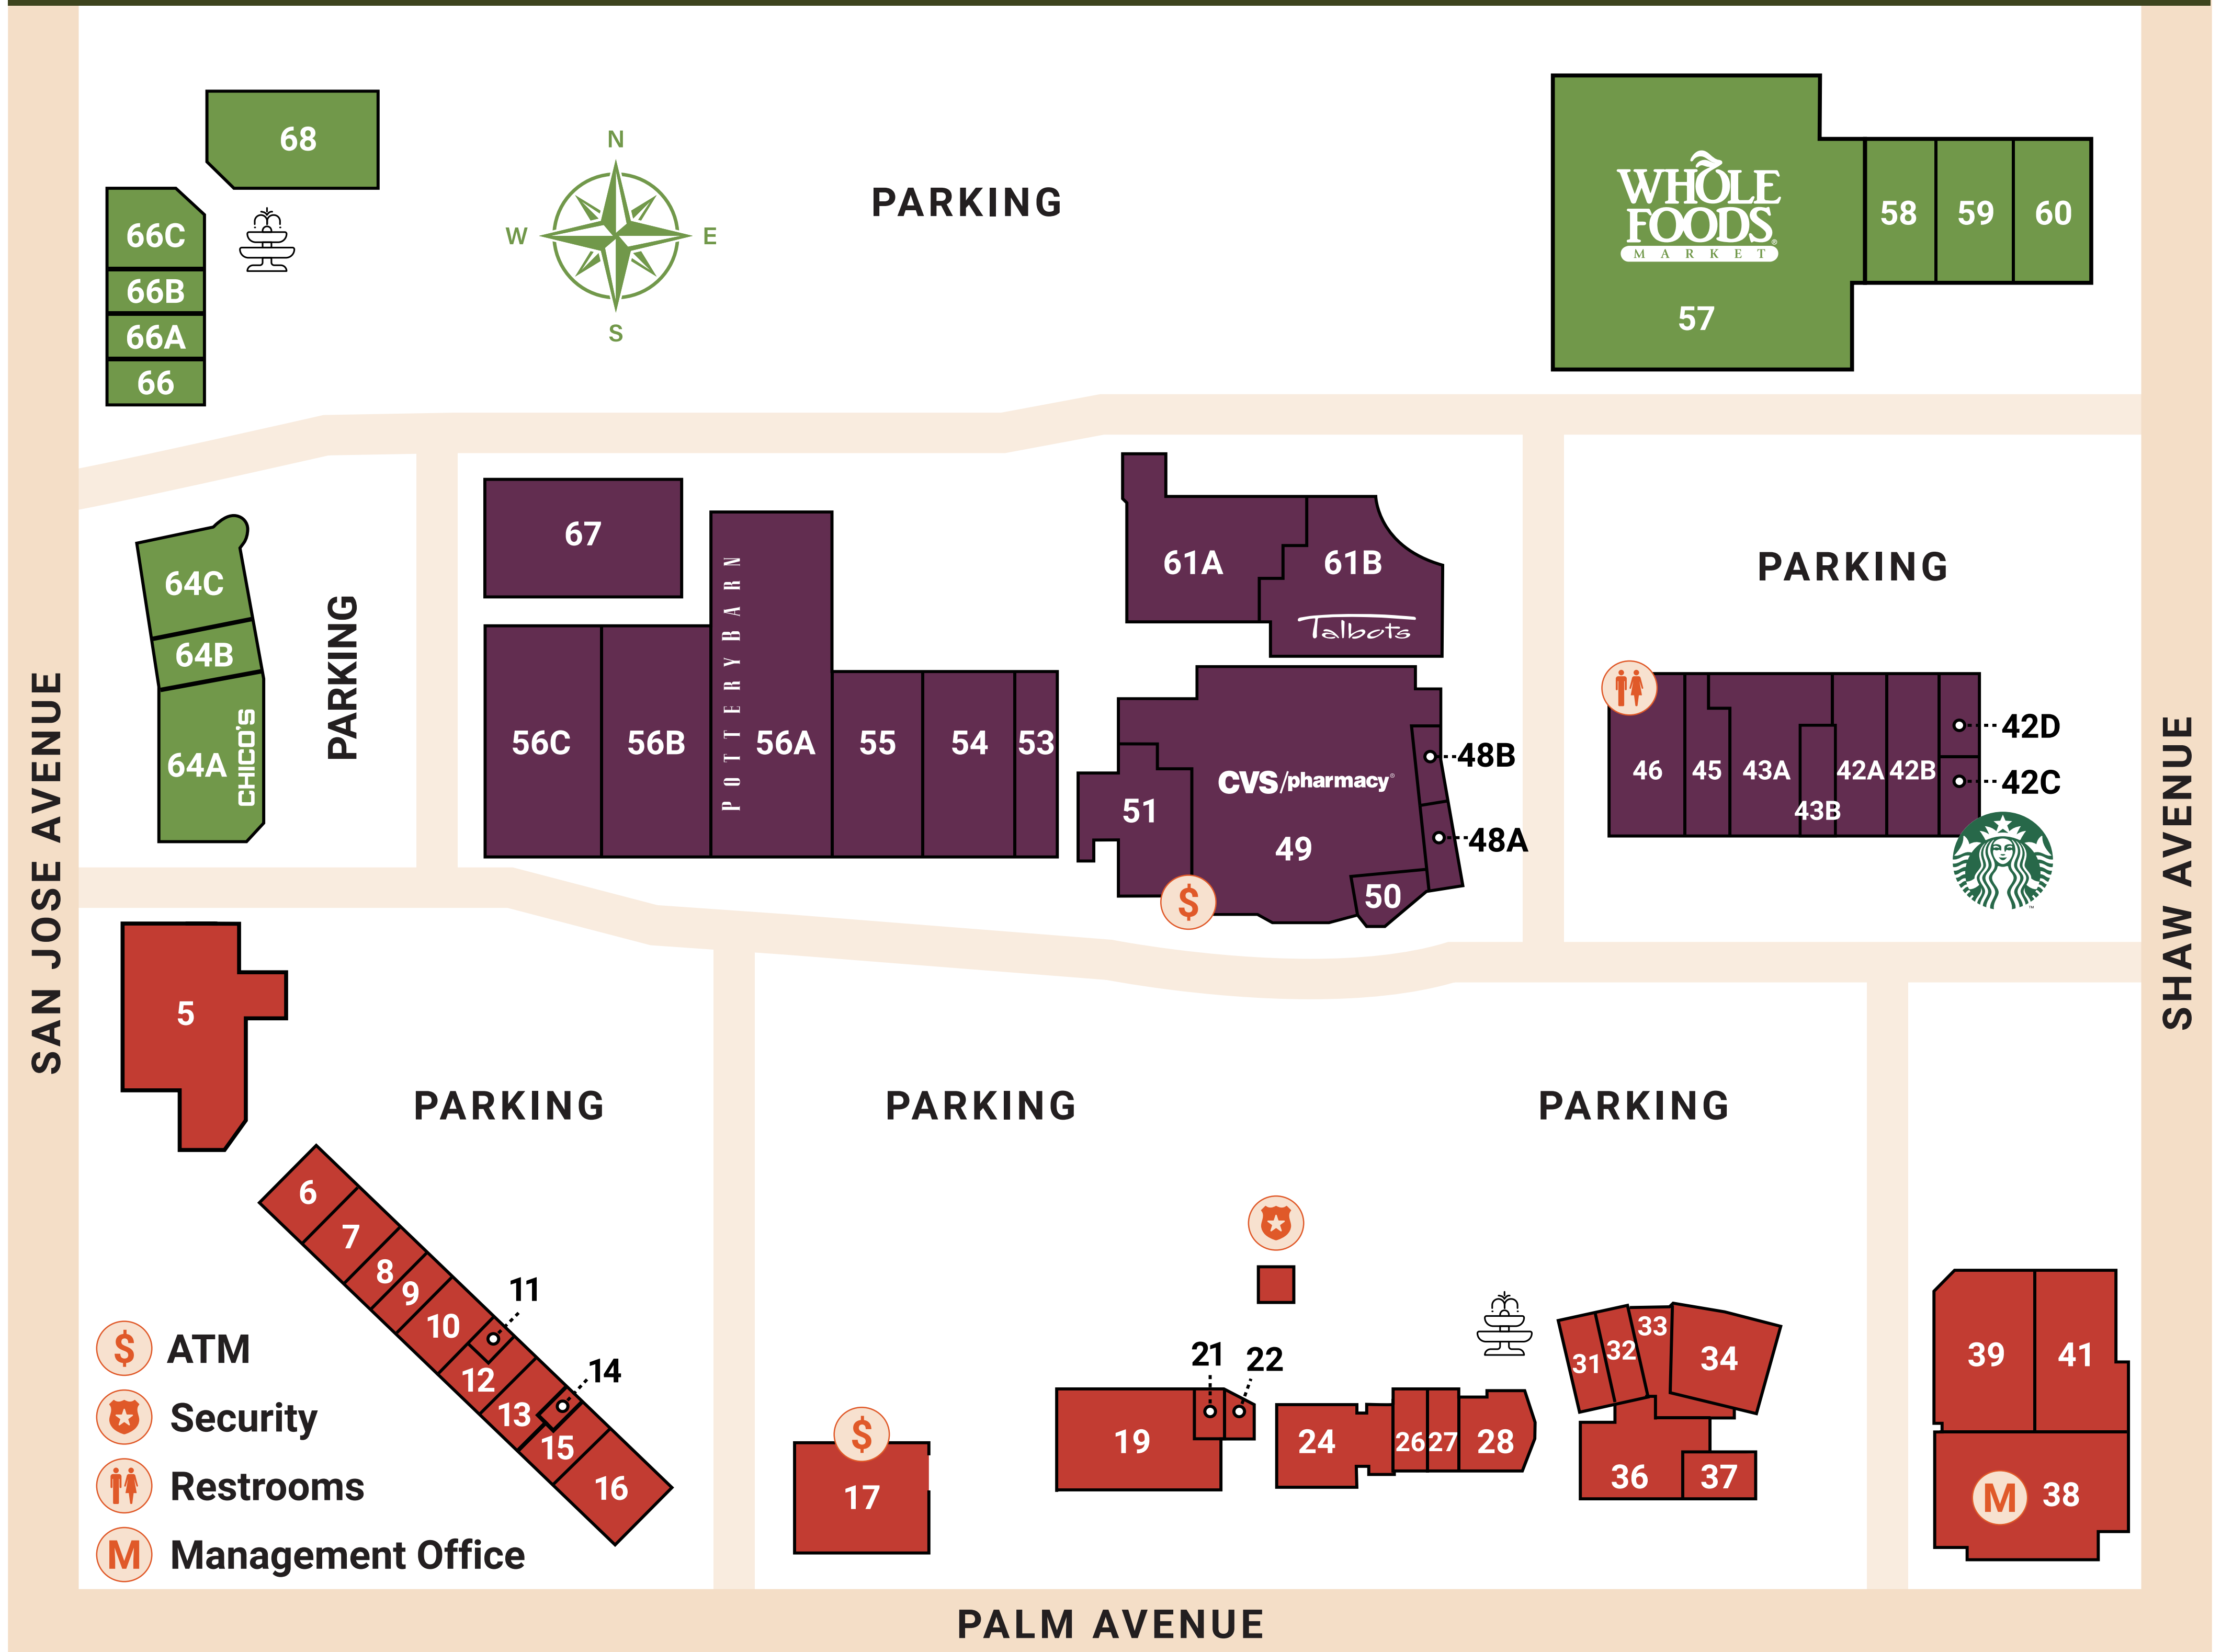 68
N
W
E
S
PARKING
WHOLE
FOODS
MARKET
57
58
59
60
66C
66B
66A
66
67
61A
61B
Talbots
PARKING
64C
64B
64A
CHICO'S
PARKING
56C
56B
POTTERYBARN
56A
55
54
53
51
CVS/pharmacy
49
48B
48A
50
46
45
43A
43B
42A
42B
42D
42C
SAN JOSE AVENUE
SHAW AVENUE
5
PARKING
PARKING
PARKING
6
7
8
9
10
11
12
13
14
15
16
$
ATM
Security
Restrooms
M
Management Office
$
17
19
21
22
24
26
27
28
31
32
33
34
36
37
39
41
M
38
$
PALM AVENUE